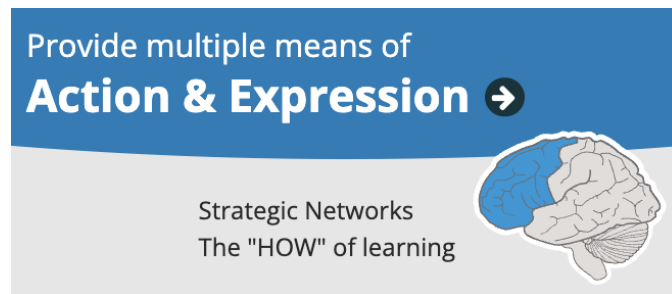 Provide multiple means of
Action & Expression
Strategic Networks
The "HOW" of learning